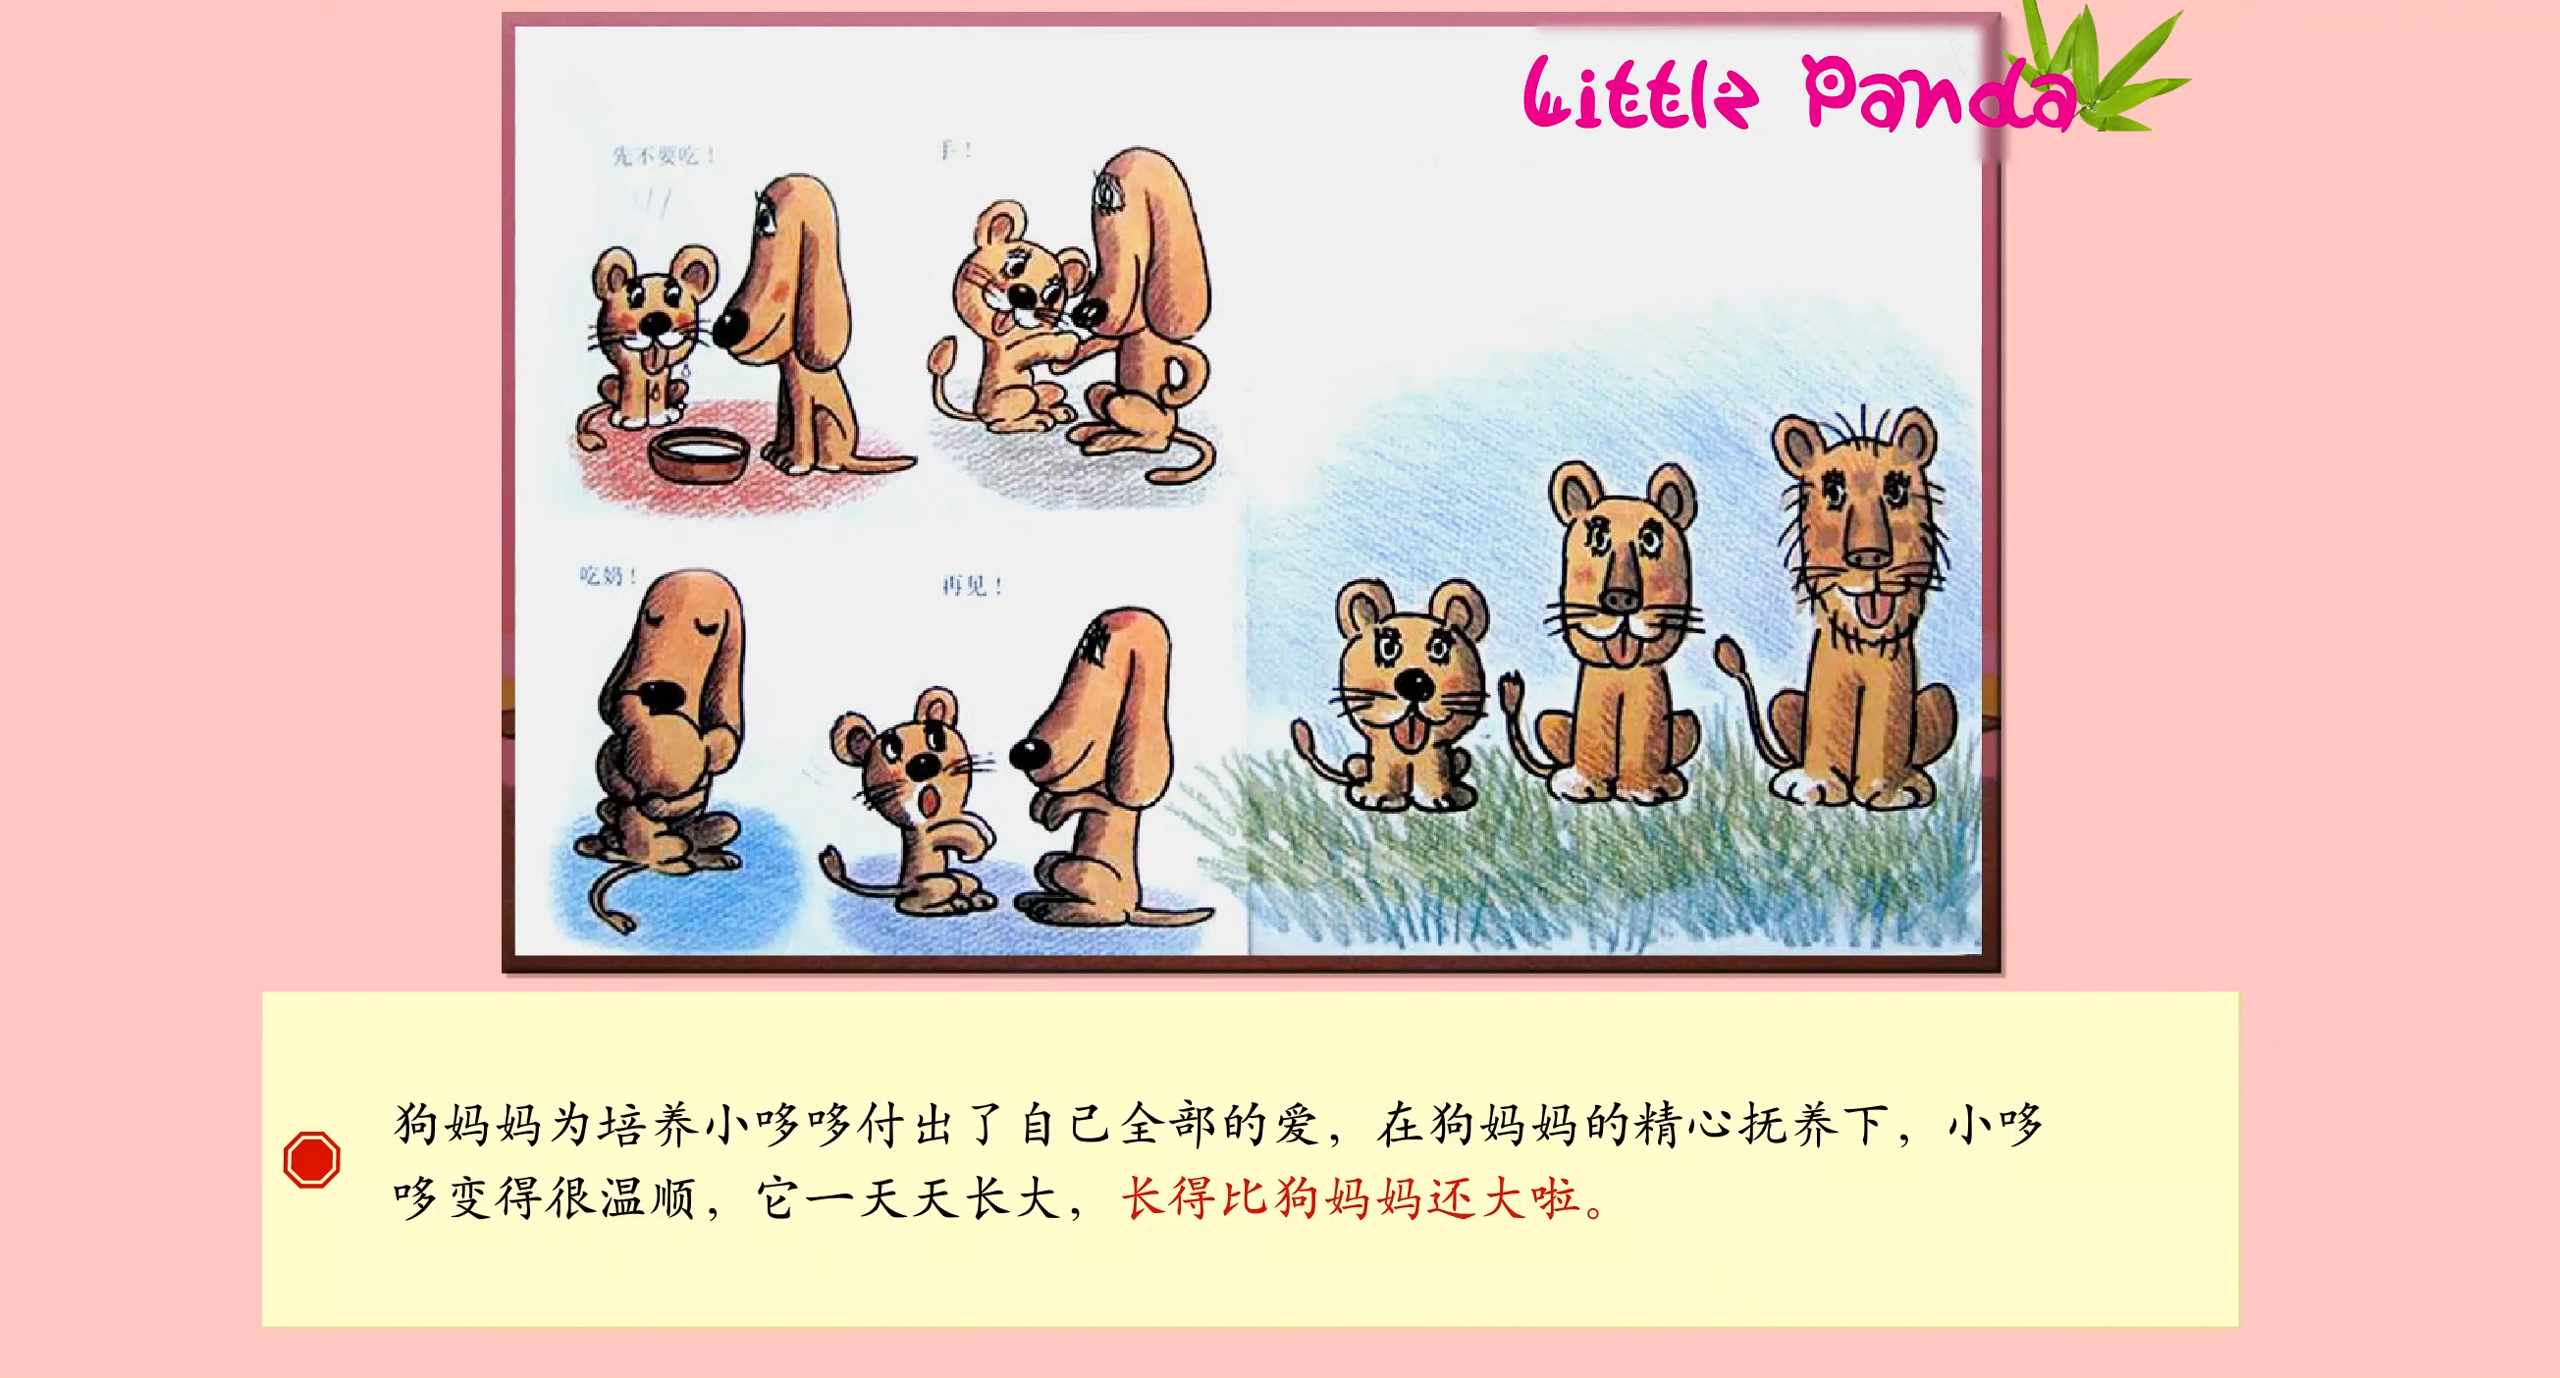 Little Panda
先不要吃！
手！
吃奶！
再见！
狗妈妈为培养小哆哆付出了自己全部的爱，在狗妈妈的精心抚养下，小哆
哆变得很温顺，它一天天长大，长得比狗妈妈还大啦。